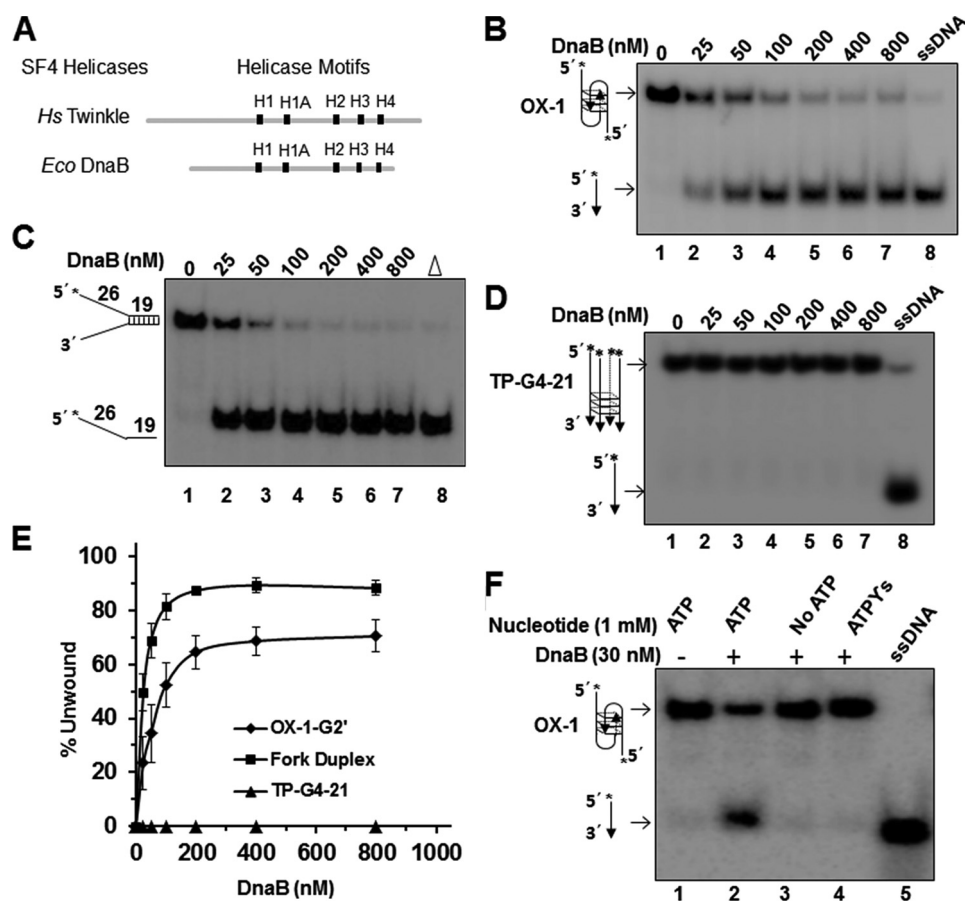 A
SF4 Helicases Helicase Motifs
H1 H1A H2 H3 H4
Hs Twinkle
H1 H1A H2 H3 H4
Eco DnaB
B
DnaB (nM) 0 25 50 100 200 400 800 ssDNA
5´*
OX-1
*5´
5´*
3´
1 2 3 4 5 6 7 8
C
DnaB (nM) 0 25 50 100 200 400 800 △
5´* 26 19
3´
5´* 26 19
1 2 3 4 5 6 7 8
D
DnaB (nM) 0 25 50 100 200 400 800 ssDNA
5´* * * *
TP-G4-21
3´
5´*
3´
1 2 3 4 5 6 7 8
E
% Unwound
100
80
60
40
20
0
0 200 400 600 800 1000
DnaB (nM)
OX-1-G2'
Fork Duplex
TP-G4-21
F
Nucleotide (1 mM) ATP ATP No ATP ATPYs ssDNA
DnaB (30 nM) - + + +
5´*
OX-1
*5´
5´*
3´
1 2 3 4 5